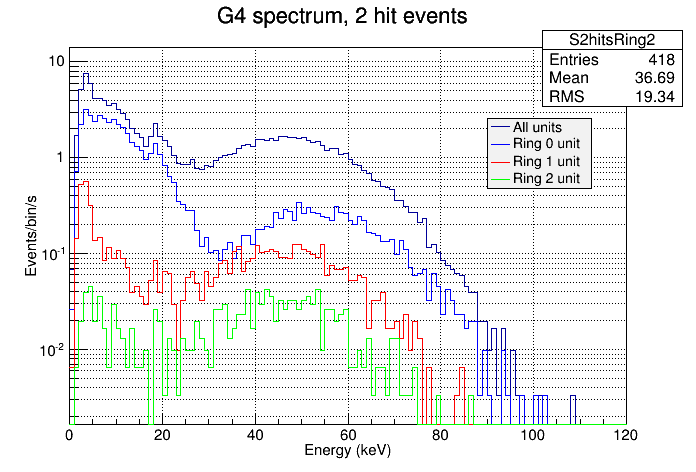 G4 spectrum, 2 hit events
S2hitsRing2
Entries 418
Mean 36.69
RMS 19.34
All units
Ring 0 unit
Ring 1 unit
Ring 2 unit
Events/bin/s
10
1
10⁻¹
10⁻²
0 20 40 60 80 100 120
Energy (keV)